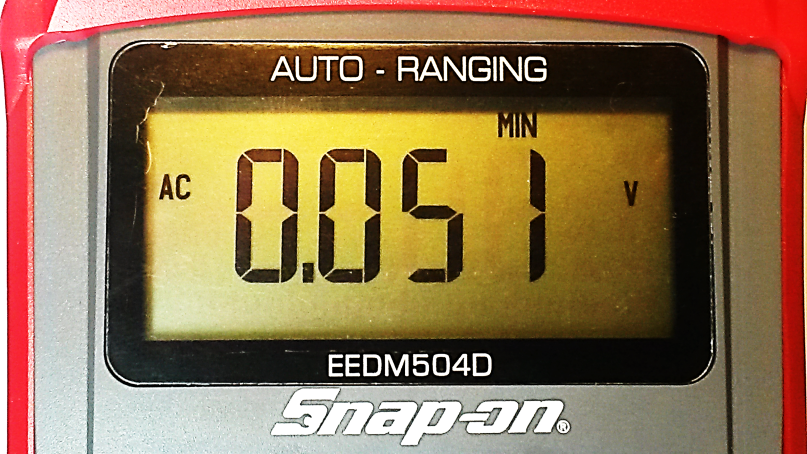 AUTO - RANGING
MIN
AC 0.051 V
EEDM504D
Snap-on®